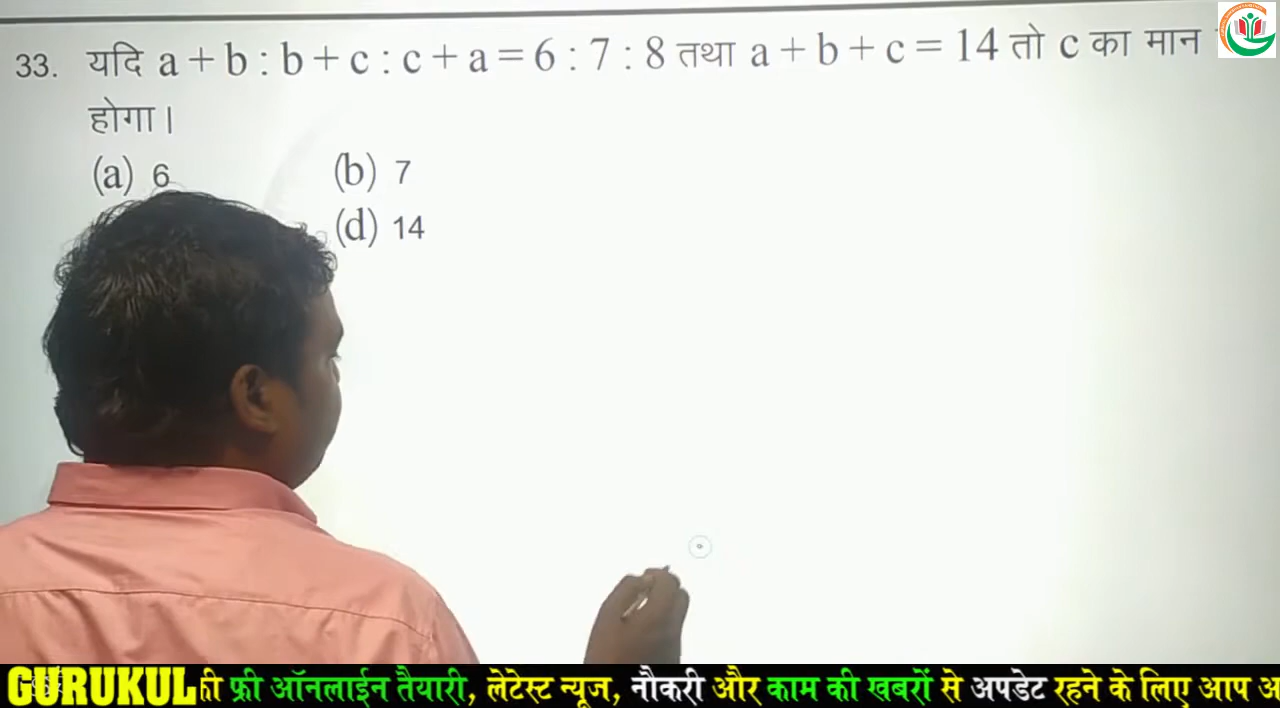 33. यदि a + b : b + c : c + a = 6 : 7 : 8 तथा a + b + c = 14 तो c का मान
होगा।
(a) 6 (b) 7
(d) 14
GURUKUL की फ्री ऑनलाईन तैयारी, लेटेस्ट न्यूज, नौकरी और काम की खबरों से अपडेट रहने के लिए आप